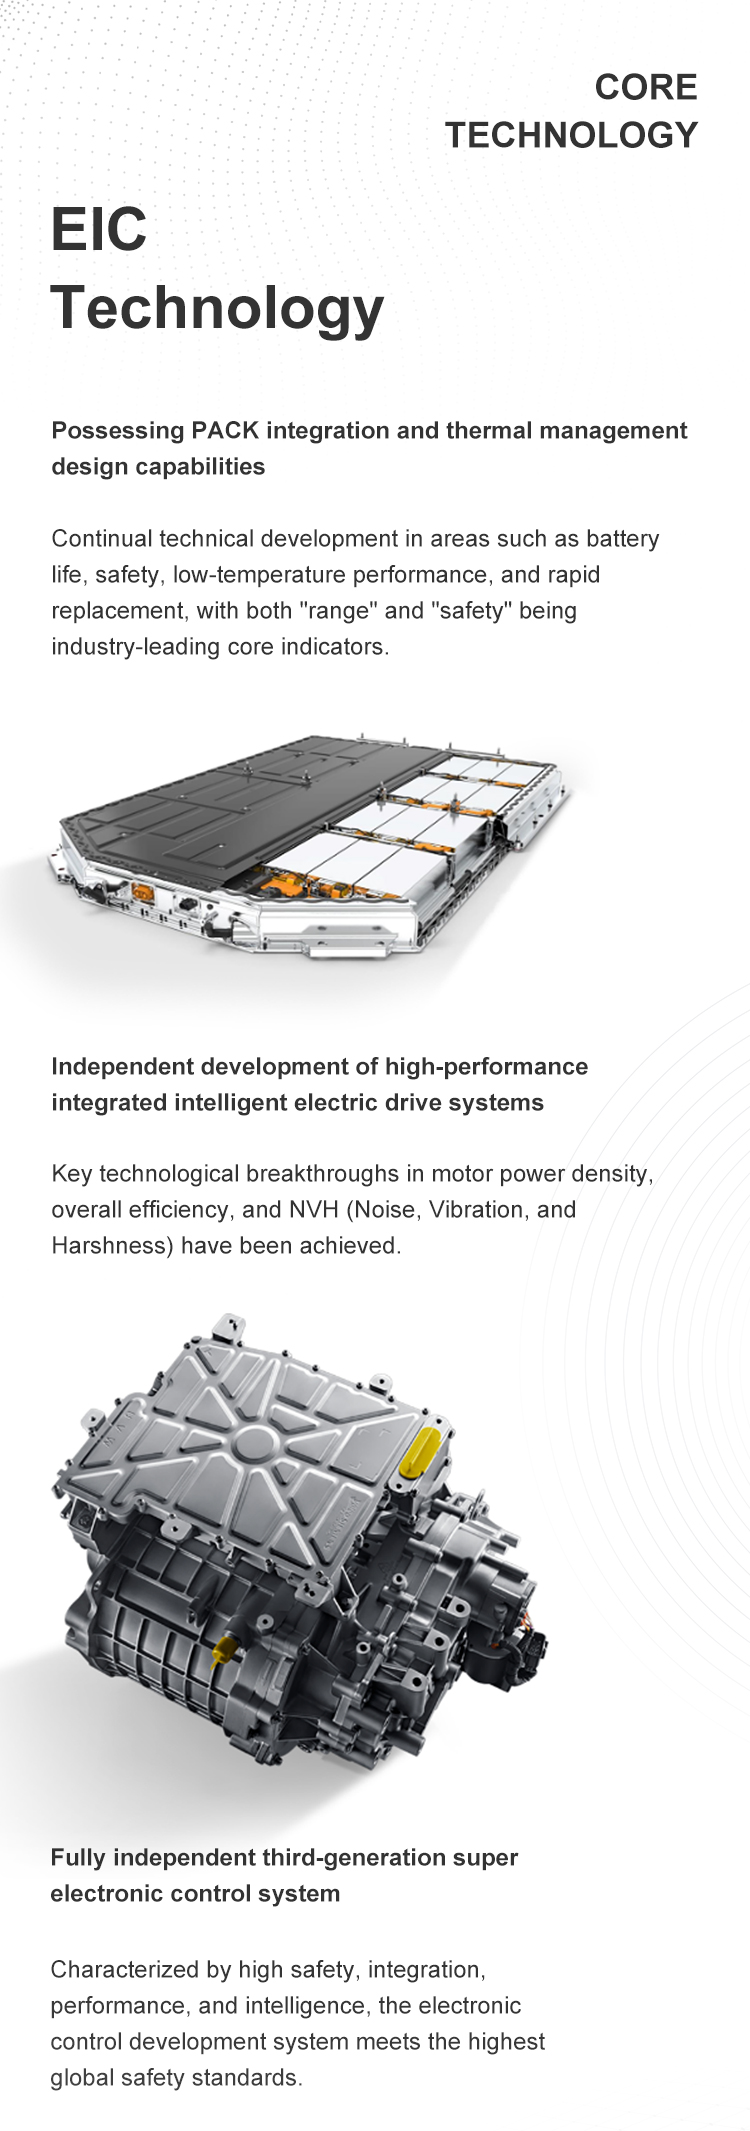 CORE
TECHNOLOGY
EIC
Technology
Possessing PACK integration and thermal management
design capabilities
Continual technical development in areas such as battery
life, safety, low-temperature performance, and rapid
replacement, with both "range" and "safety" being
industry-leading core indicators.
Independent development of high-performance
integrated intelligent electric drive systems
Key technological breakthroughs in motor power density,
overall efficiency, and NVH (Noise, Vibration, and
Harshness) have been achieved.
U V W
Fully independent third-generation super
electronic control system
Characterized by high safety, integration,
performance, and intelligence, the electronic
control development system meets the highest
global safety standards.